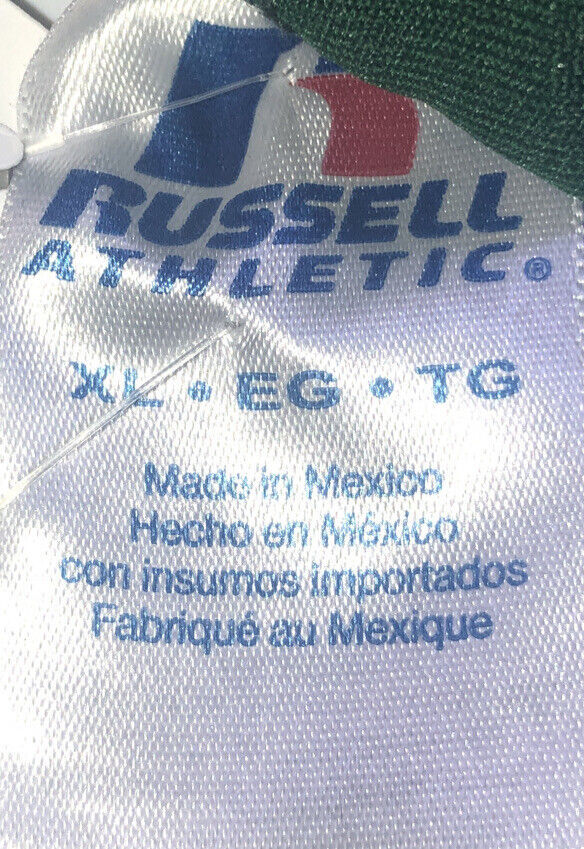 RUSSELL
ATHLETIC®
XL • EG • TG
Made in Mexico
Hecho en México
con insumos importados
Fabriqué au Mexique